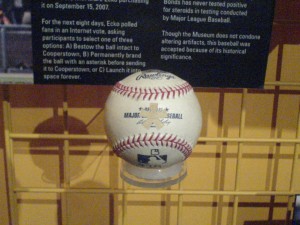 it on September 15, 2007.
For the next eight days, Ecko polled
fans in an Internet vote, asking
participants to select one of three
options: A) Bestow the ball intact to
Cooperstown, B) Permanently brand
the ball with an asterisk before sending
it to Cooperstown, or C) Launch it into
space forever.
Bonds has never tested positive
for steroids in testing conducted
by Major League Baseball.
Though the Museum does not condone
altering artifacts, this baseball was
accepted because of its historical
significance.
Rawlings
MAJOR
BASEBALL